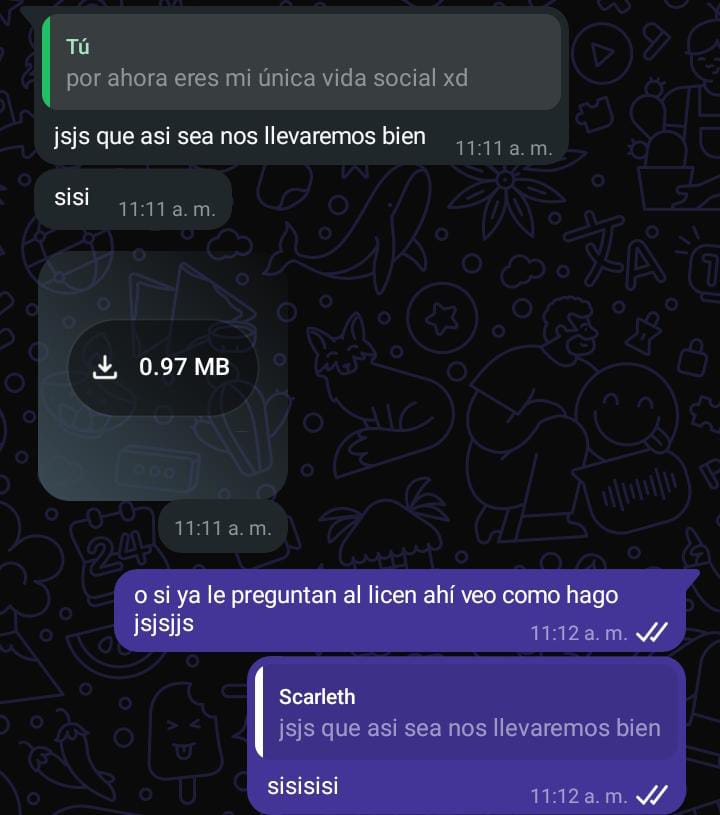 Tú
por ahora eres mi única vida social xd
jsjs que asi sea nos llevaremos bien
11:11 a. m.
sisi
11:11 a. m.
0.97 MB
11:11 a. m.
o si ya le preguntan al licen ahí veo como hago
jsjsjjs
11:12 a. m.
Scarleth
jsjs que asi sea nos llevaremos bien
sisisisi
11:12 a. m.